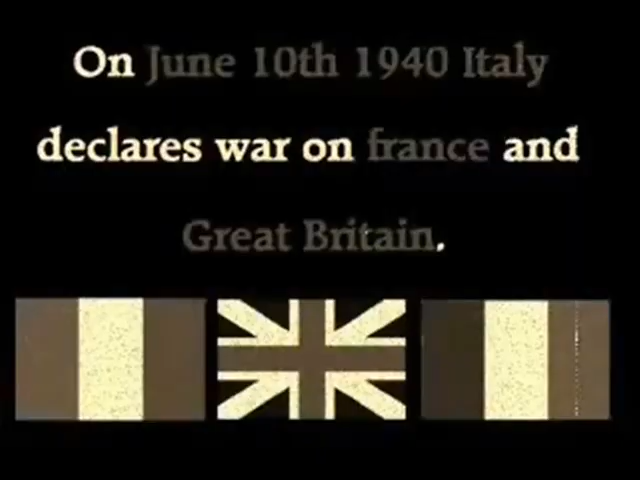 On June 10th 1940 Italy
declares war on france and
Great Britain.